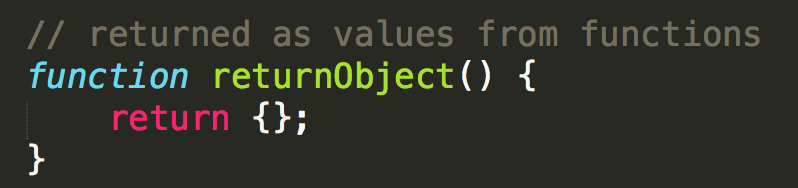 // returned as values from functions
function returnObject() {
    return {};
}